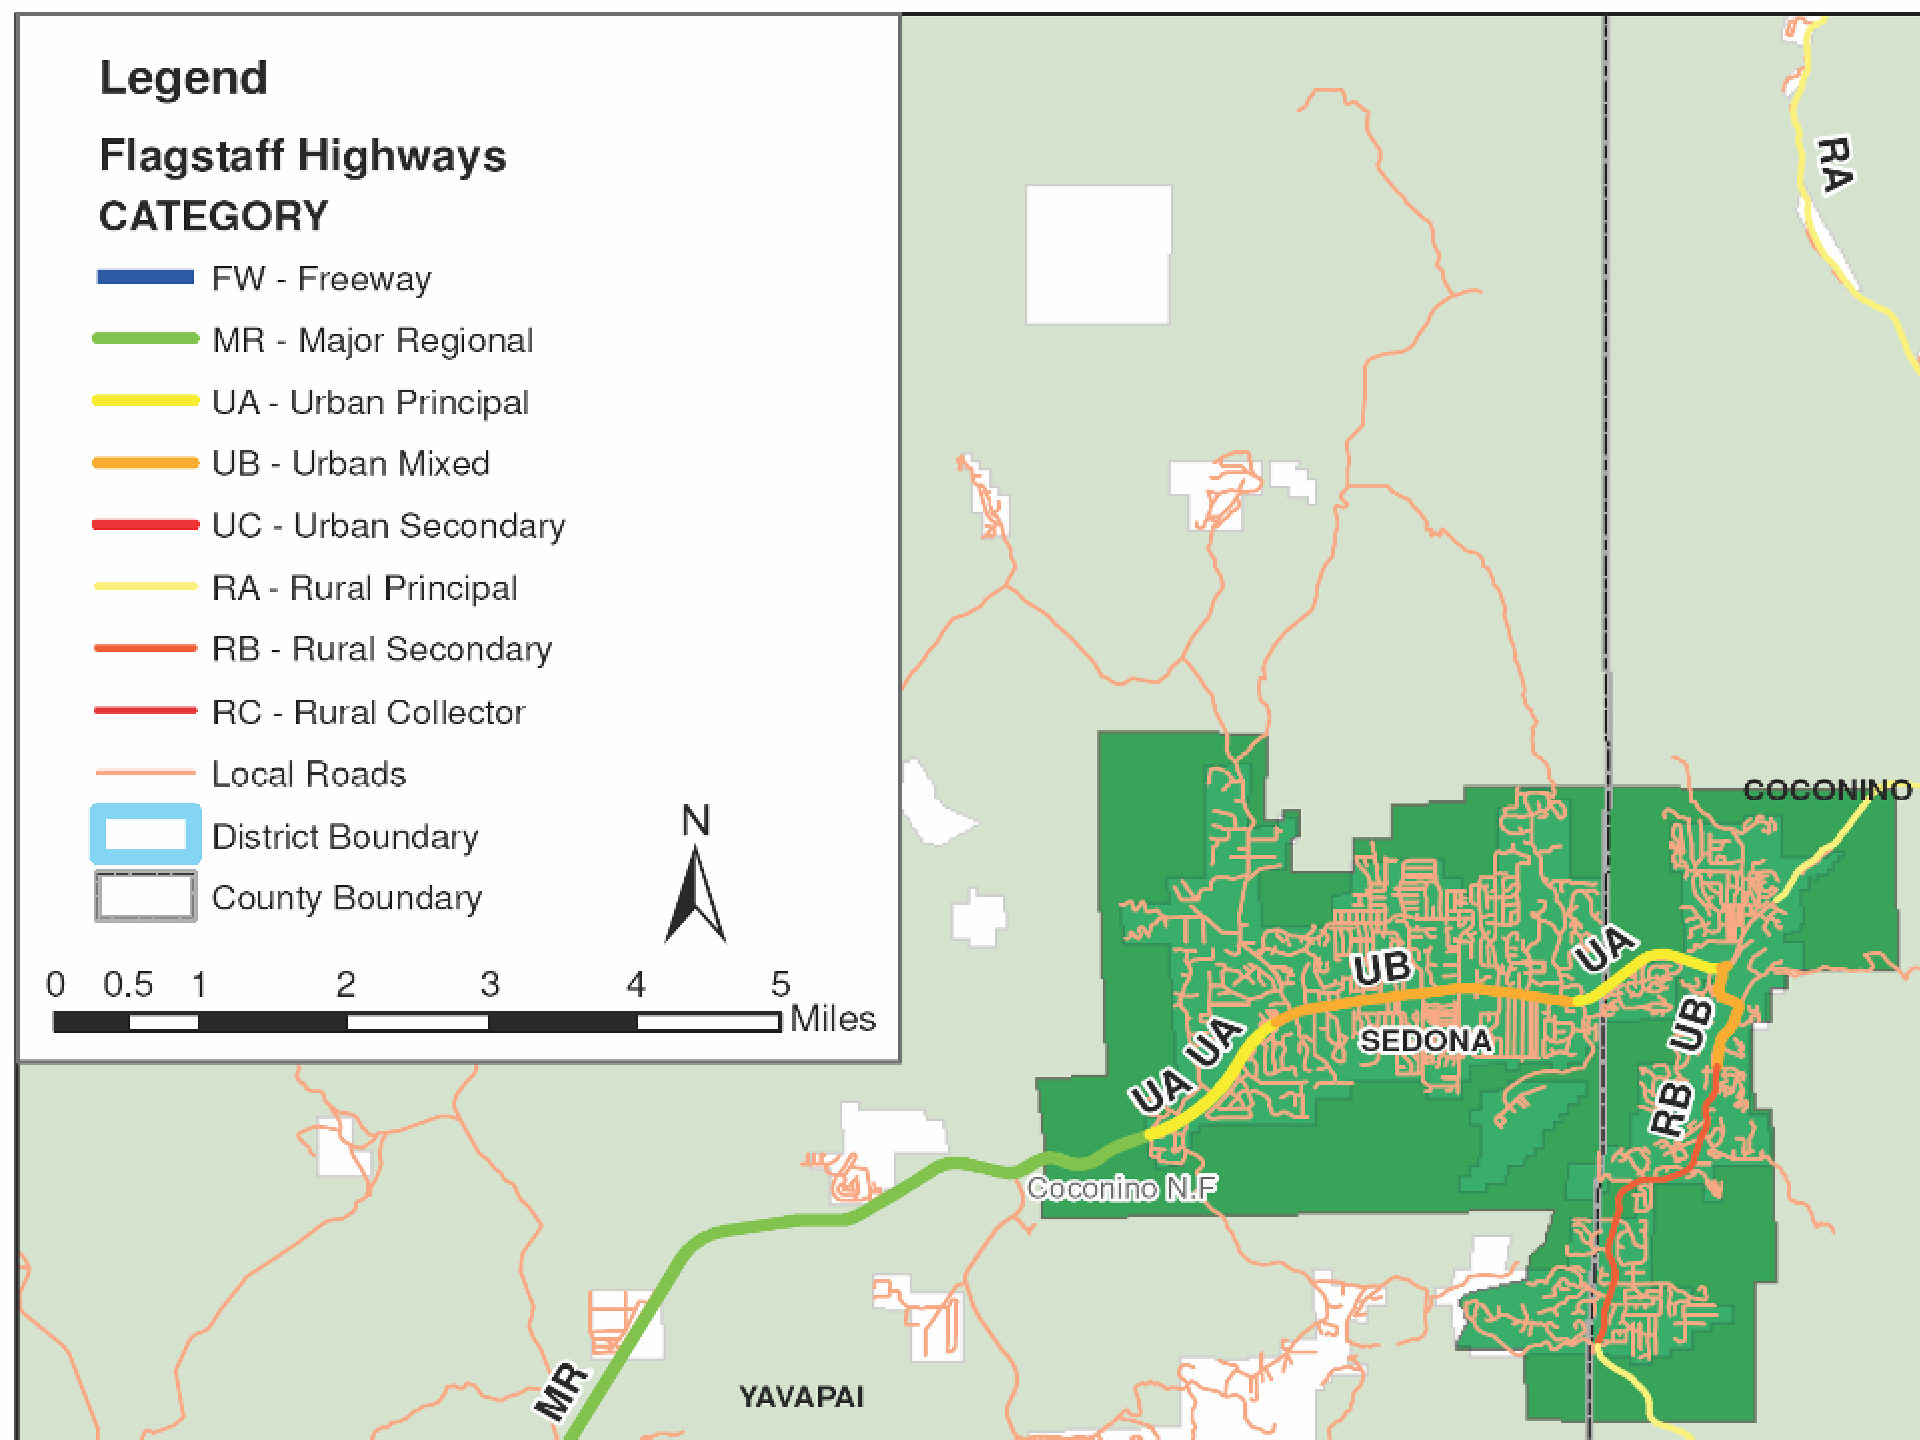 Legend
Flagstaff Highways
CATEGORY
FW - Freeway
MR - Major Regional
UA - Urban Principal
UB - Urban Mixed
UC - Urban Secondary
RA - Rural Principal
RB - Rural Secondary
RC - Rural Collector
Local Roads
District Boundary
County Boundary
N
0 0.5 1 2 3 4 5
Miles
RA
COCONINO
UA
UB
UB
SEDONA
UA
UA
RB
Coconino N.F
MR
YAVAPAI